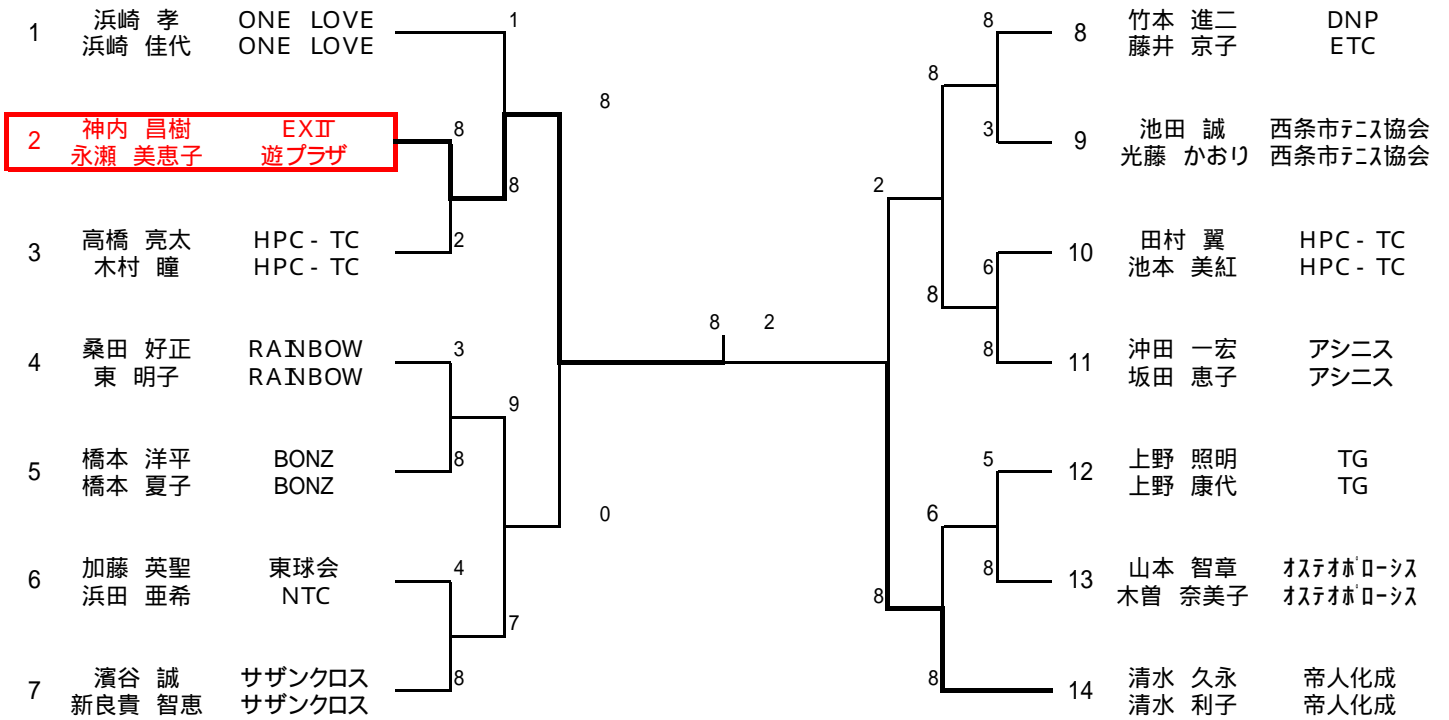 1 浜崎 孝 ONE LOVE
浜崎 佳代 ONE LOVE
1
2 神内 昌樹 EXIT
永瀬 美恵子 遊プラザ
8
8
8
3 高橋 亮太 HPC - TC
木村 瞳 HPC - TC
2
4 桑田 好正 RAINBOW
東 明子 RAINBOW
3
9
5 橋本 洋平 BONZ
橋本 夏子 BONZ
8
0
6 加藤 英聖 東球会
浜田 亜希 NTC
4
7
7 濱谷 誠 サザンクロス
新良貴 智恵 サザンクロス
8
8 2
8 8 竹本 進二 DNP
藤井 京子 ETC
8
3 9 池田 誠 西条市テニス協会
光藤 かおり 西条市テニス協会
2
6 10 田村 翼 HPC - TC
池本 美紅 HPC - TC
8
8 11 沖田 一宏 アシニス
坂田 恵子 アシニス
5 12 上野 照明 TG
上野 康代 TG
6
8 13 山本 智章 オステオポローシス
木曽 奈美子 オステオポローシス
8
8 14 清水 久永 帝人化成
清水 利子 帝人化成